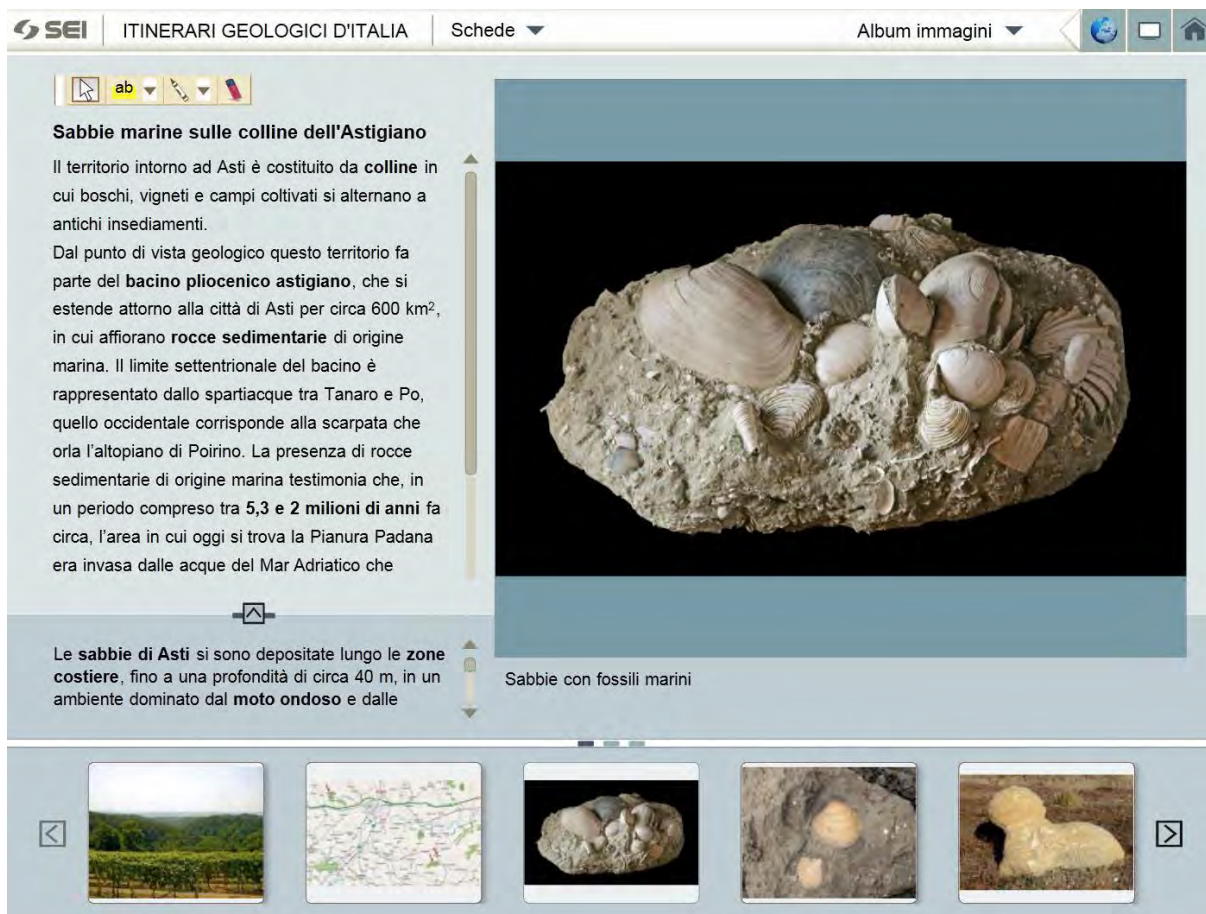 SEI
ITINERARI GEOLOGICI D'ITALIA
Schede
Album immagini
ab
Sabbie marine sulle colline dell'Astigiano
Il territorio intorno ad Asti è costituito da colline in
cui boschi, vigneti e campi coltivati si alternano a
antichi insediamenti.
Dal punto di vista geologico questo territorio fa
parte del bacino pliocenico astigiano, che si
estende attorno alla città di Asti per circa 600 km²,
in cui affiorano rocce sedimentarie di origine
marina. Il limite settentrionale del bacino è
rappresentato dallo spartiacque tra Tanaro e Po,
quello occidentale corrisponde alla scarpata che
orla l'altopiano di Poirino. La presenza di rocce
sedimentarie di origine marina testimonia che, in
un periodo compreso tra 5,3 e 2 milioni di anni fa
circa, l'area in cui oggi si trova la Pianura Padana
era invasa dalle acque del Mar Adriatico che
Le sabbie di Asti si sono depositate lungo le zone
costiere, fino a una profondità di circa 40 m, in un
ambiente dominato dal moto ondoso e dalle
Sabbie con fossili marini